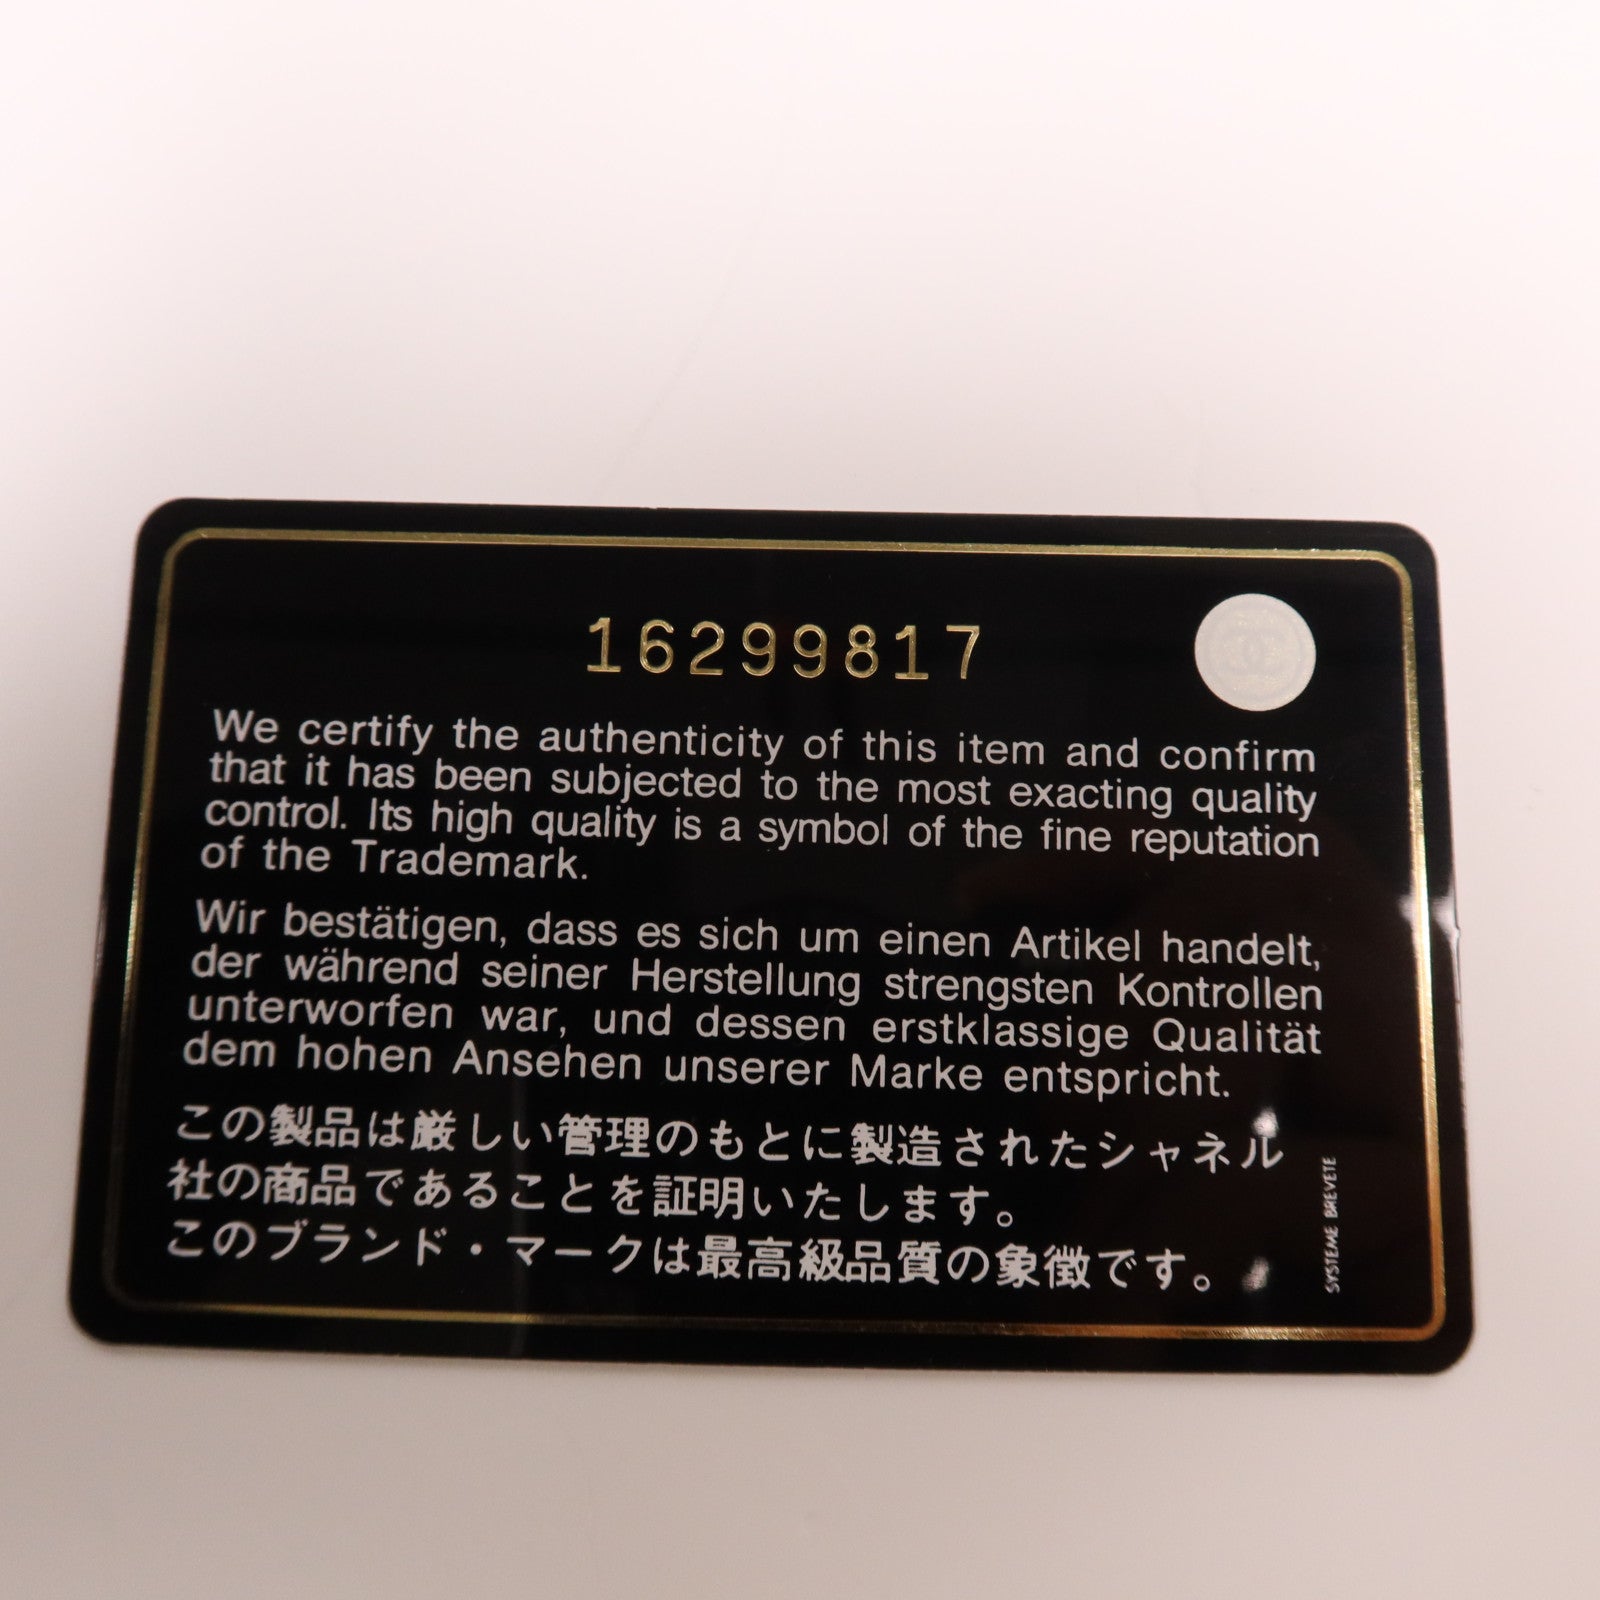 16299817
We certify the authenticity of this item and confirm
that it has been subjected to the most exacting quality
control. Its high quality is a symbol of the fine reputation
of the Trademark.
Wir bestätigen, dass es sich um einen Artikel handelt,
der während seiner Herstellung strengsten Kontrollen
unterworfen war, und dessen erstklassige Qualität
dem hohen Ansehen unserer Marke entspricht.
この製品は厳しい管理のもとに製造されたシャネル
社の商品であることを証明いたします。
このブランド・マークは最高級品質の象徴です。
SYSTEME BREVETE